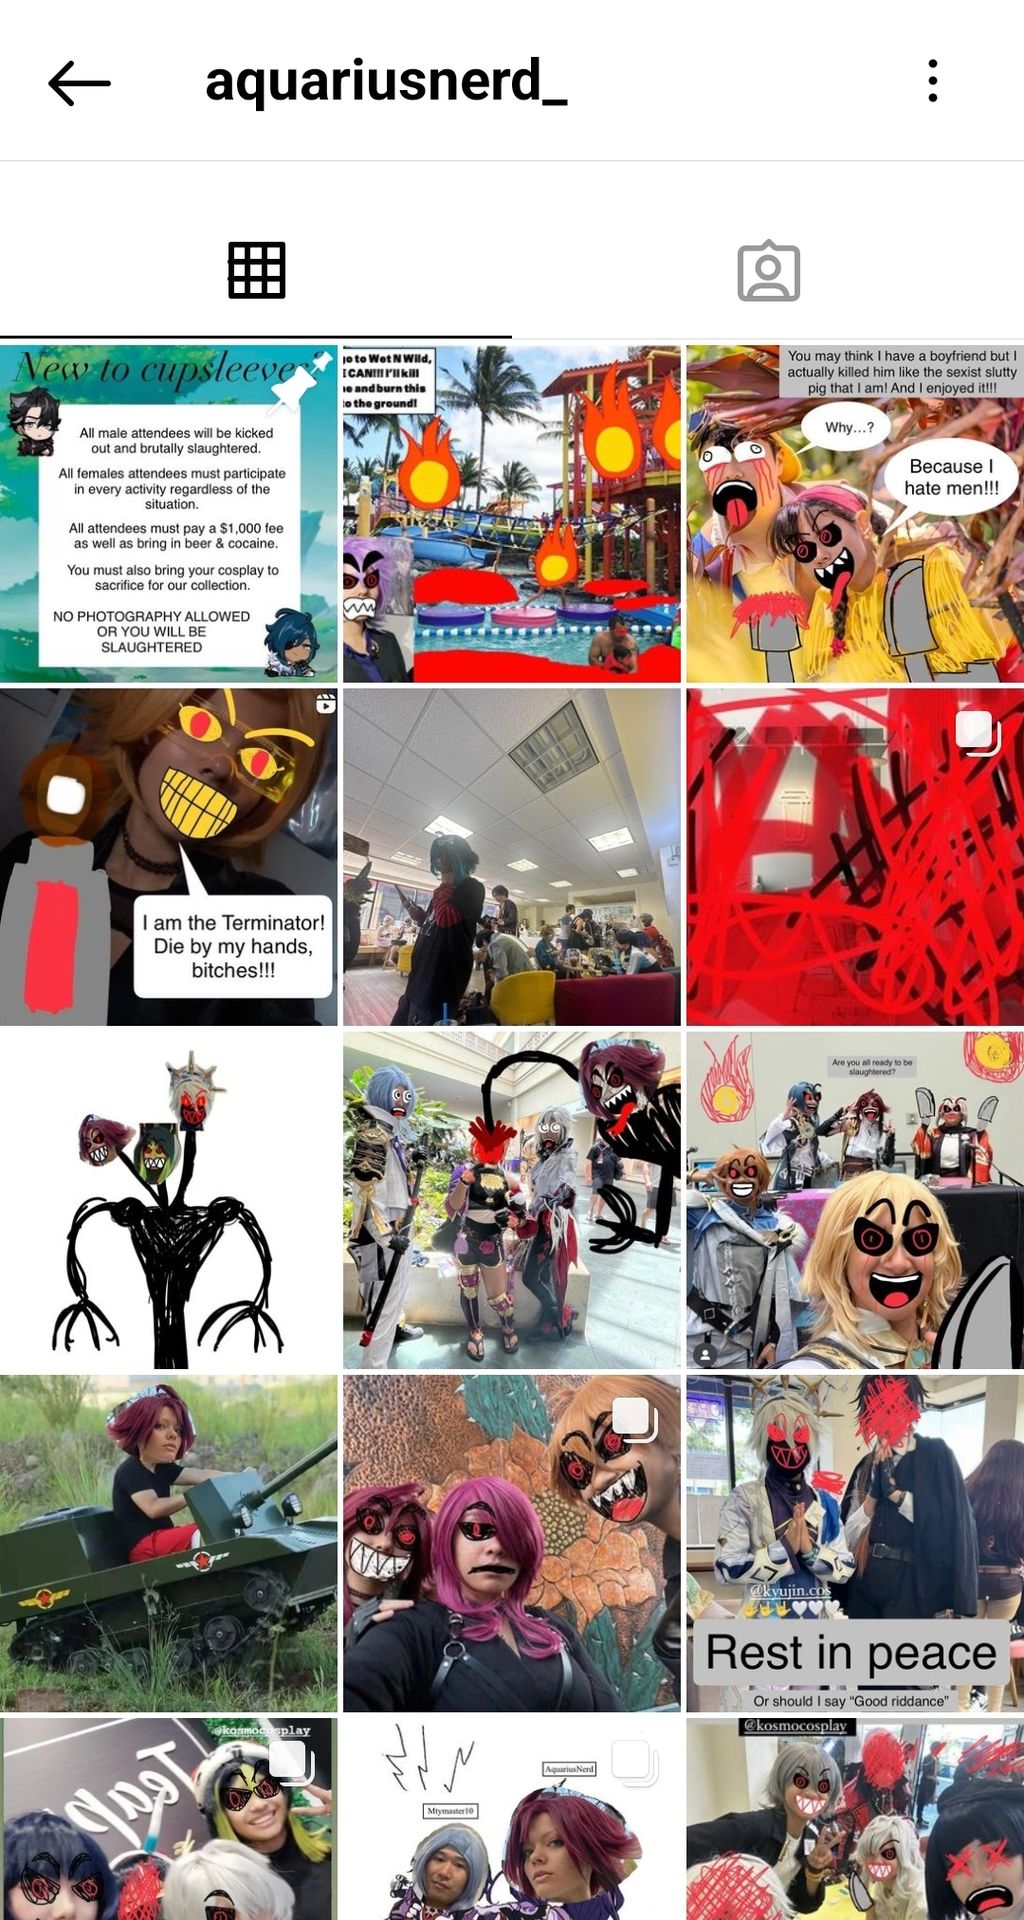 aquariusnerd_
New to cupsleeves?
All male attendees will be kicked
out and brutally slaughtered.
All females attendees must participate
in every activity regardless of the
situation.
All attendees must pay a $1,000 fee
as well as bring in beer & cocaine.
You must also bring your cosplay to
sacrifice for our collection.
NO PHOTOGRAPHY ALLOWED
OR YOU WILL BE
SLAUGHTERED
go to Wet N Wild,
E CAN!!! I'll kill
e and burn this
to the ground!
You may think I have a boyfriend but I
actually killed him like the sexist slutty
pig that I am! And I enjoyed it!!!
Why...?
Because I
hate men!!!
I am the Terminator!
Die by my hands,
bitches!!!
Are you all ready to be
slaughtered?
@kyujin.cos
Rest in peace
Or should I say “Good riddance”
@kosmocosplay
Tea
Mtymaster10
AquariusNerd
@kosmocosplay